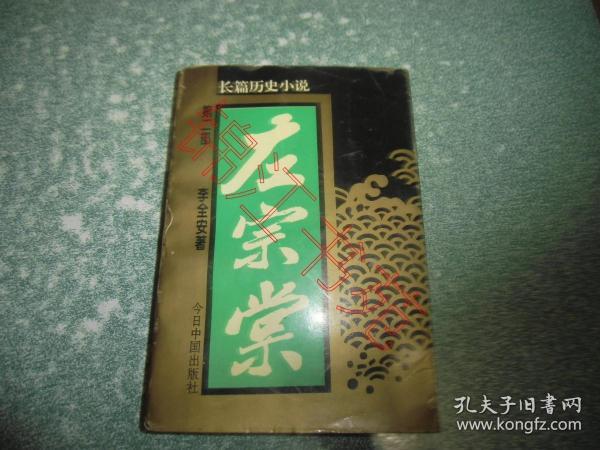 长篇历史小说
第二部
左宗棠
李全安著
今日中国出版社
孔夫子旧书网
www.kongfz.com